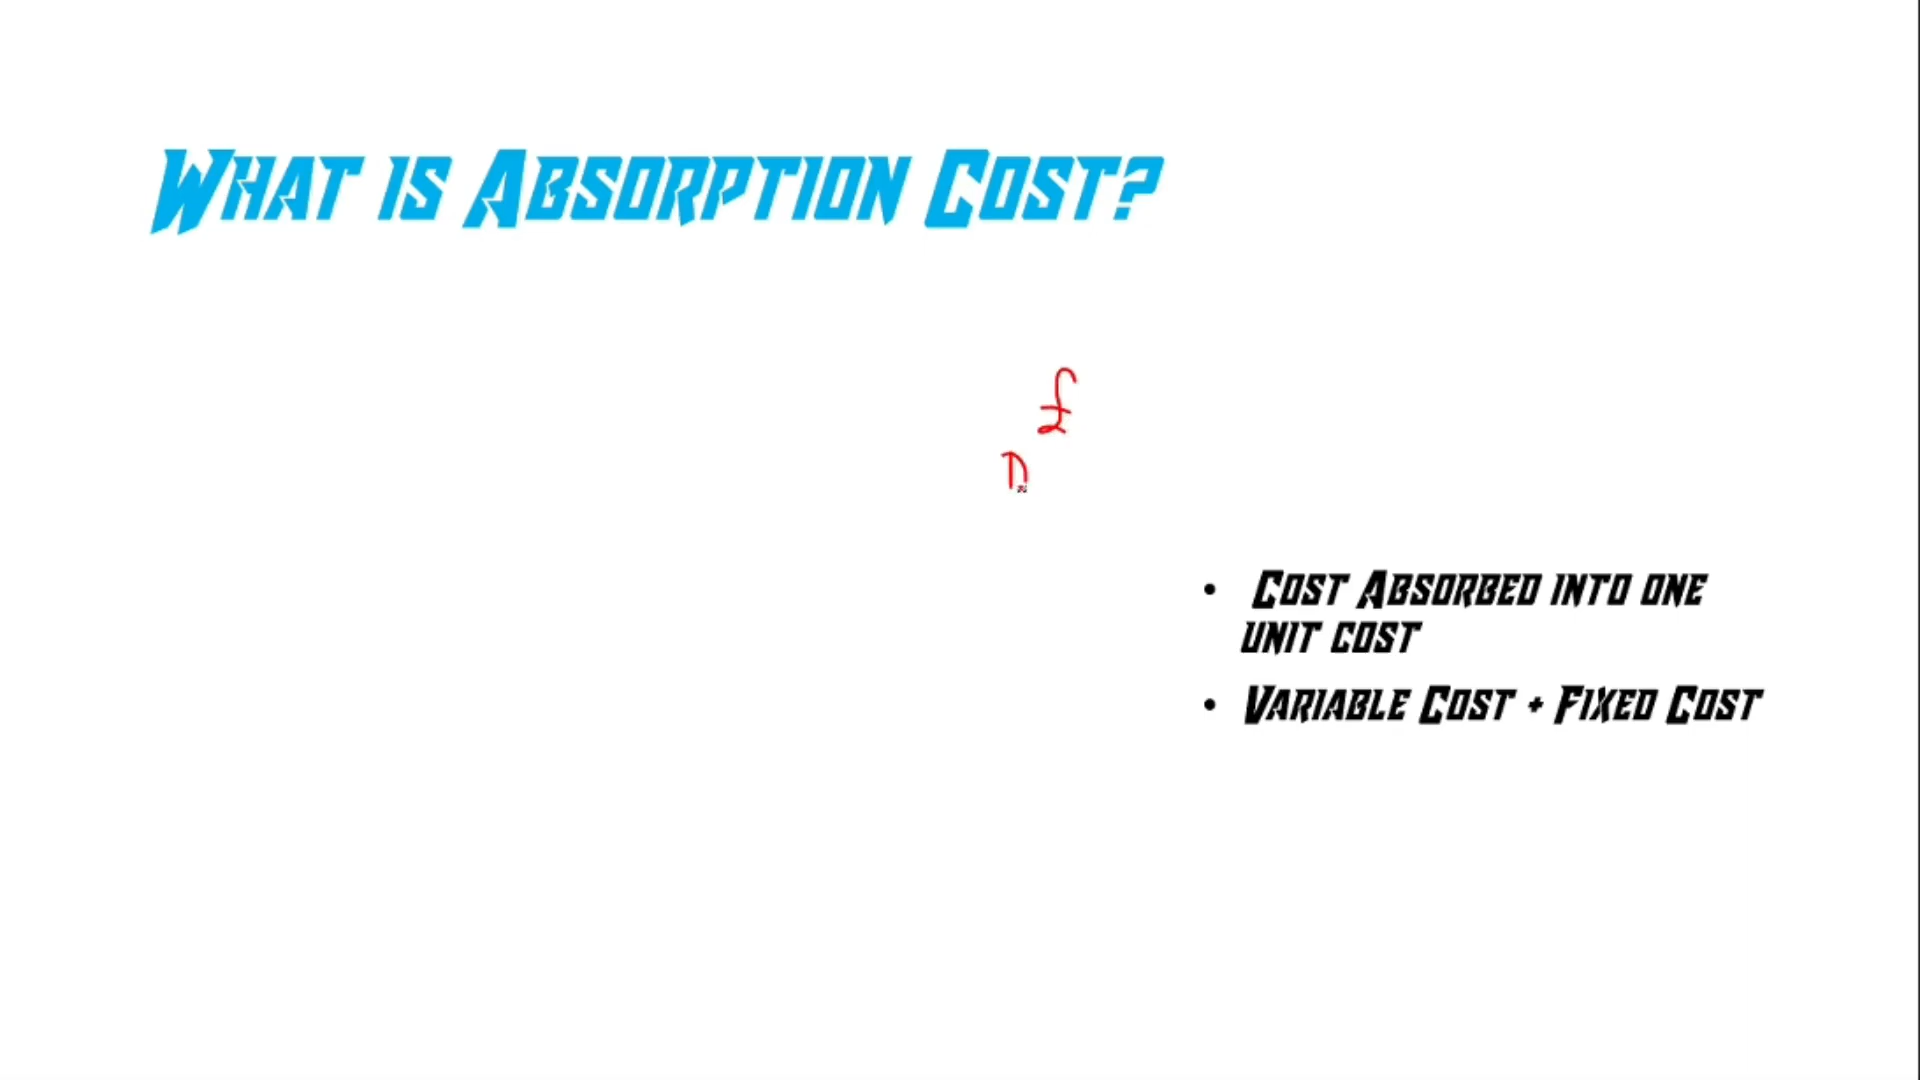 What is Absorption Cost?
£
D
• Cost Absorbed into one
unit cost
• Variable Cost + Fixed Cost